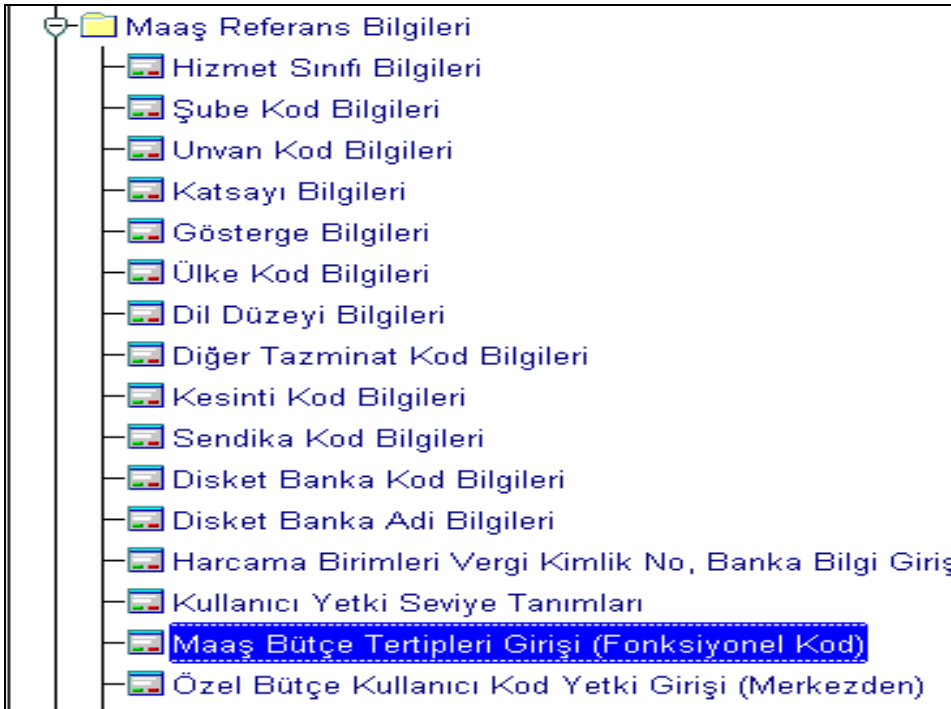 Maaş Referans Bilgileri
Hizmet Sınıfı Bilgileri
Şube Kod Bilgileri
Unvan Kod Bilgileri
Katsayı Bilgileri
Gösterge Bilgileri
Ülke Kod Bilgileri
Dil Düzeyi Bilgileri
Diğer Tazminat Kod Bilgileri
Kesinti Kod Bilgileri
Sendika Kod Bilgileri
Disket Banka Kod Bilgileri
Disket Banka Adi Bilgileri
Harcama Birimleri Vergi Kimlik No, Banka Bilgi Giriş
Kullanıcı Yetki Seviye Tanımları
Maaş Bütçe Tertipleri Girişi (Fonksiyonel Kod)
Özel Bütçe Kullanıcı Kod Yetki Girişi (Merkezden)